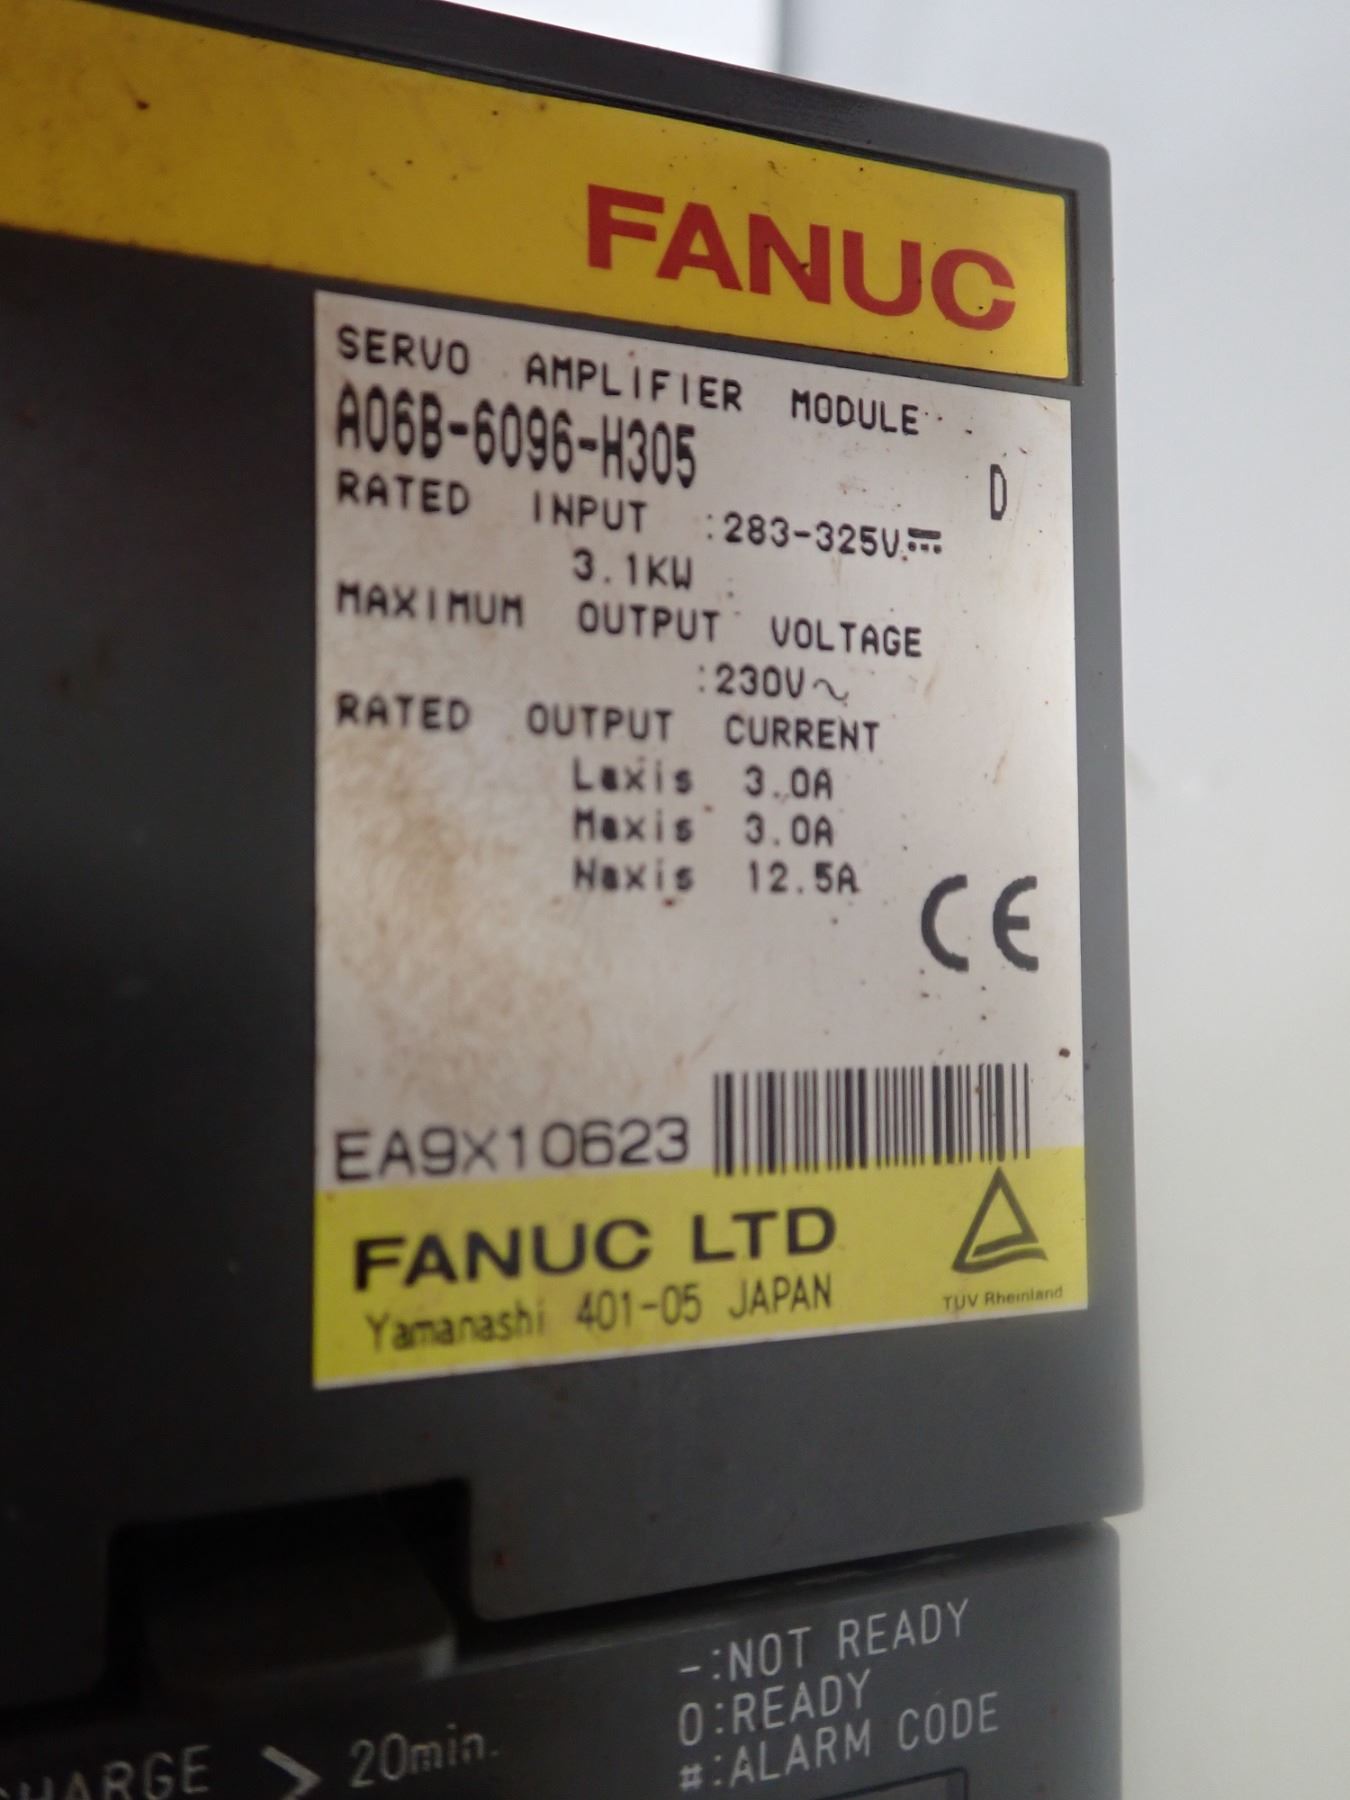 FANUC
SERVO AMPLIFIER MODULE
A06B-6096-H305 D
RATED INPUT :283-325V⎓
3.1KW
MAXIMUM OUTPUT VOLTAGE
:230V~
RATED OUTPUT CURRENT
Laxis 3.0A
Maxis 3.0A
Naxis 12.5A
CE
EA9X10623
FANUC LTD
Yamanashi 401-05 JAPAN
TUV Rheinland
-:NOT READY
0:READY
#:ALARM CODE
> 20min.